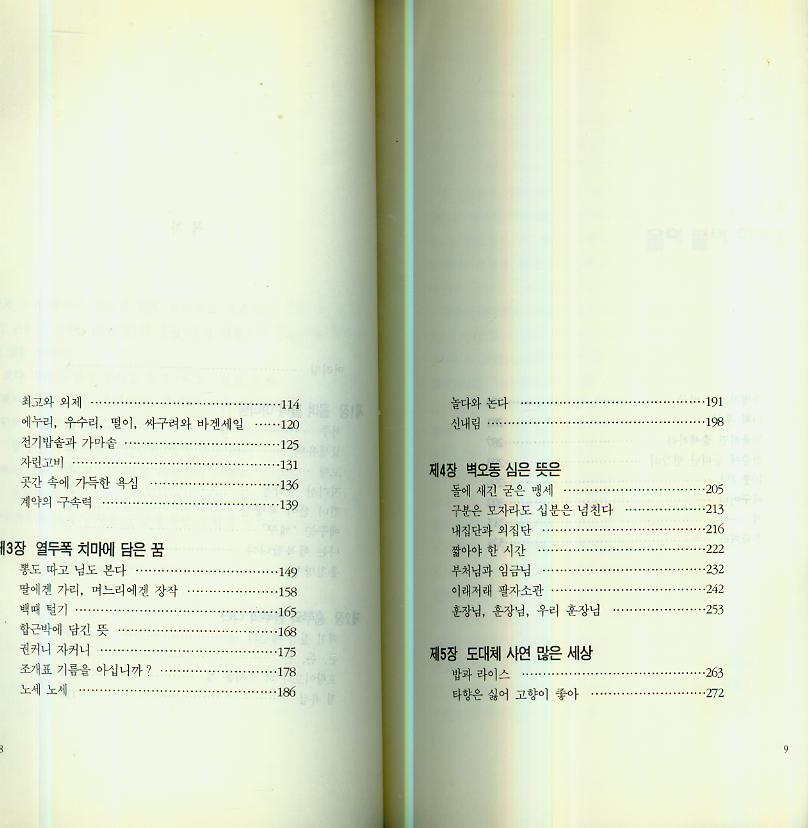 최고와 외제 114
에누리, 우수리, 떨이, 싸구려와 바겐세일 120
전기밥솥과 가마솥 125
자린고비 131
곳간 속에 가득한 욕심 136
계약의 구속력 139
제3장 열두폭 치마에 담은 꿈
뽕도 따고 님도 본다 149
딸에겐 가리, 며느리에겐 장작 158
백때 털기 165
합근박에 담긴 뜻 168
권커니 자커니 175
조개표 기름을 아십니까? 178
노세 노세 186
8
놀다와 논다 191
신내림 198
제4장 벽오동 심은 뜻은
돌에 새긴 굳은 맹세 205
구분은 모자라도 십분은 넘친다 213
내집단과 외집단 216
짧아야 한 시간 222
부처님과 임금님 232
이래저래 팔자소관 242
훈장님, 훈장님, 우리 훈장님 253
제5장 도대체 사연 많은 세상
밥과 라이스 263
타향은 싫어 고향이 좋아 272
9